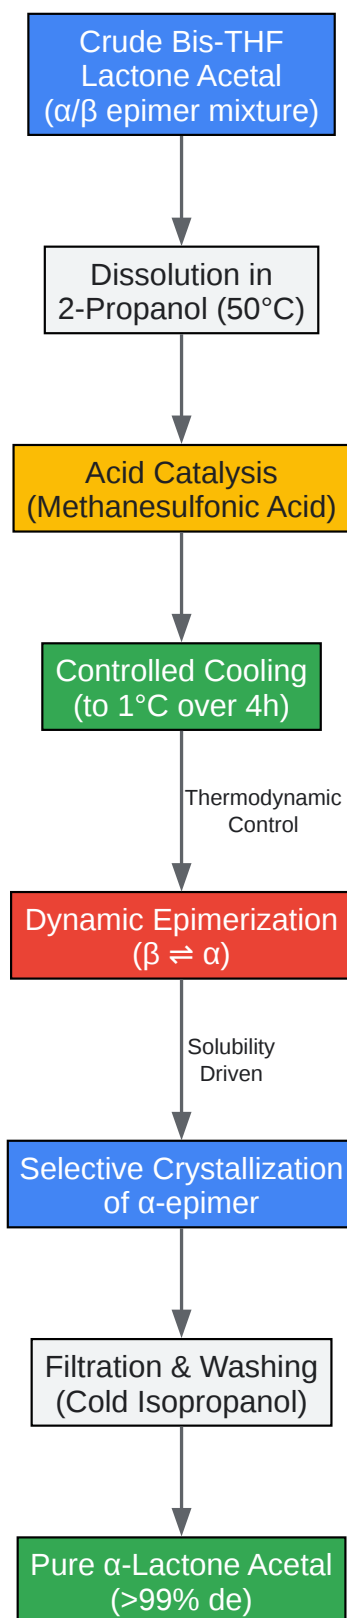 Crude Bis-THF
Lactone Acetal
(α/β epimer mixture)
Dissolution in
2-Propanol (50°C)
Acid Catalysis
(Methanesulfonic Acid)
Controlled Cooling
(to 1°C over 4h)
Thermodynamic
Control
Dynamic Epimerization
(β ⇌ α)
Solubility
Driven
Selective Crystallization
of α-epimer
Filtration & Washing
(Cold Isopropanol)
Pure α-Lactone Acetal
(>99% de)